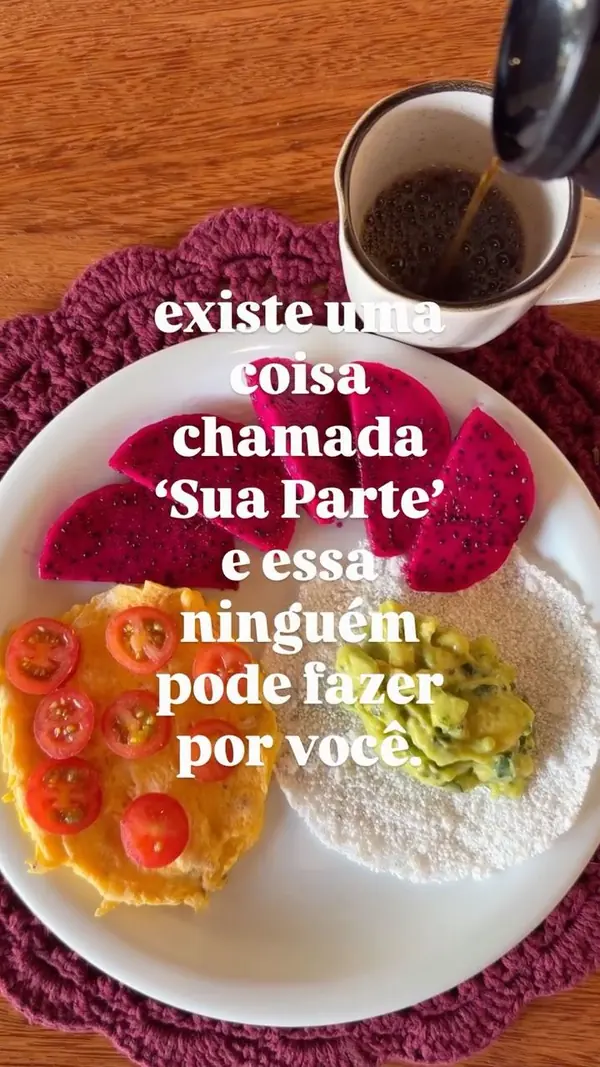 existe uma
coisa
chamada
‘Sua Parte’
e essa
ninguém
pode fazer
por você.